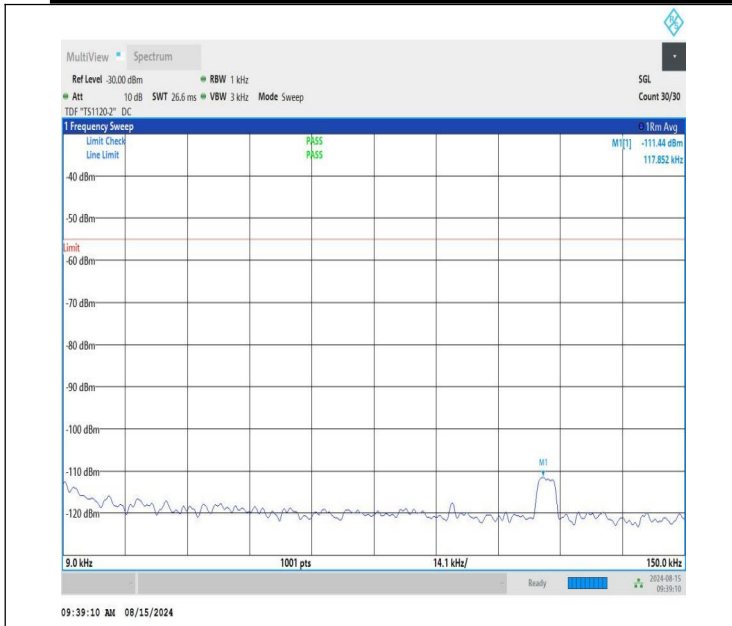 R&S
MultiView Spectrum
Ref Level -30.00 dBm RBW 1 kHz SGL
Att 10 dB SWT 26.6 ms VBW 3 kHz Mode Sweep Count 30/30
TDF "TS1120-2" DC
1 Frequency Sweep 1Rm Avg
Limit Check PASS M1[1] -111.44 dBm
Line Limit PASS 117.852 kHz
-40 dBm
-50 dBm
Limit
-60 dBm
-70 dBm
-80 dBm
-90 dBm
-100 dBm
M1
-110 dBm
-120 dBm
9.0 kHz 1001 pts 14.1 kHz/ 150.0 kHz
Ready 2024-08-15
09:39:10
09:39:10 AM 08/15/2024